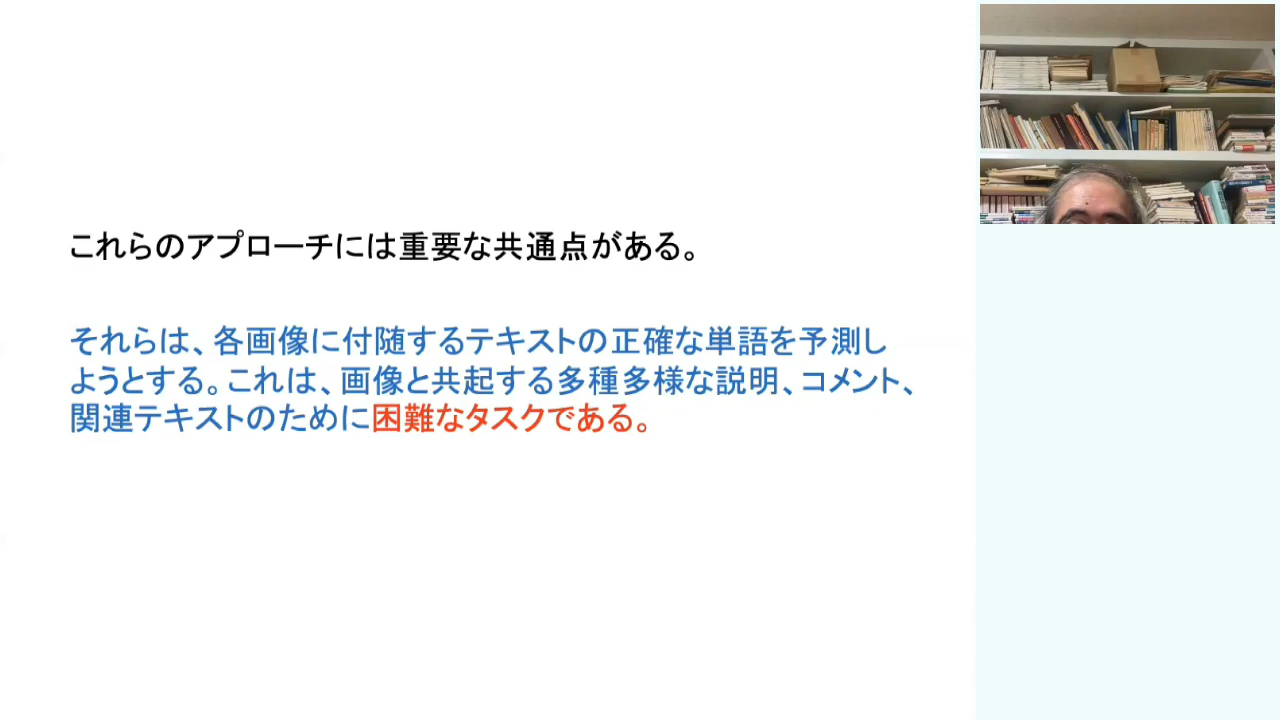 これらのアプローチには重要な共通点がある。
それらは、各画像に付随するテキストの正確な単語を予測し
ようとする。これは、画像と共起する多種多様な説明、コメント、
関連テキストのために困難なタスクである。